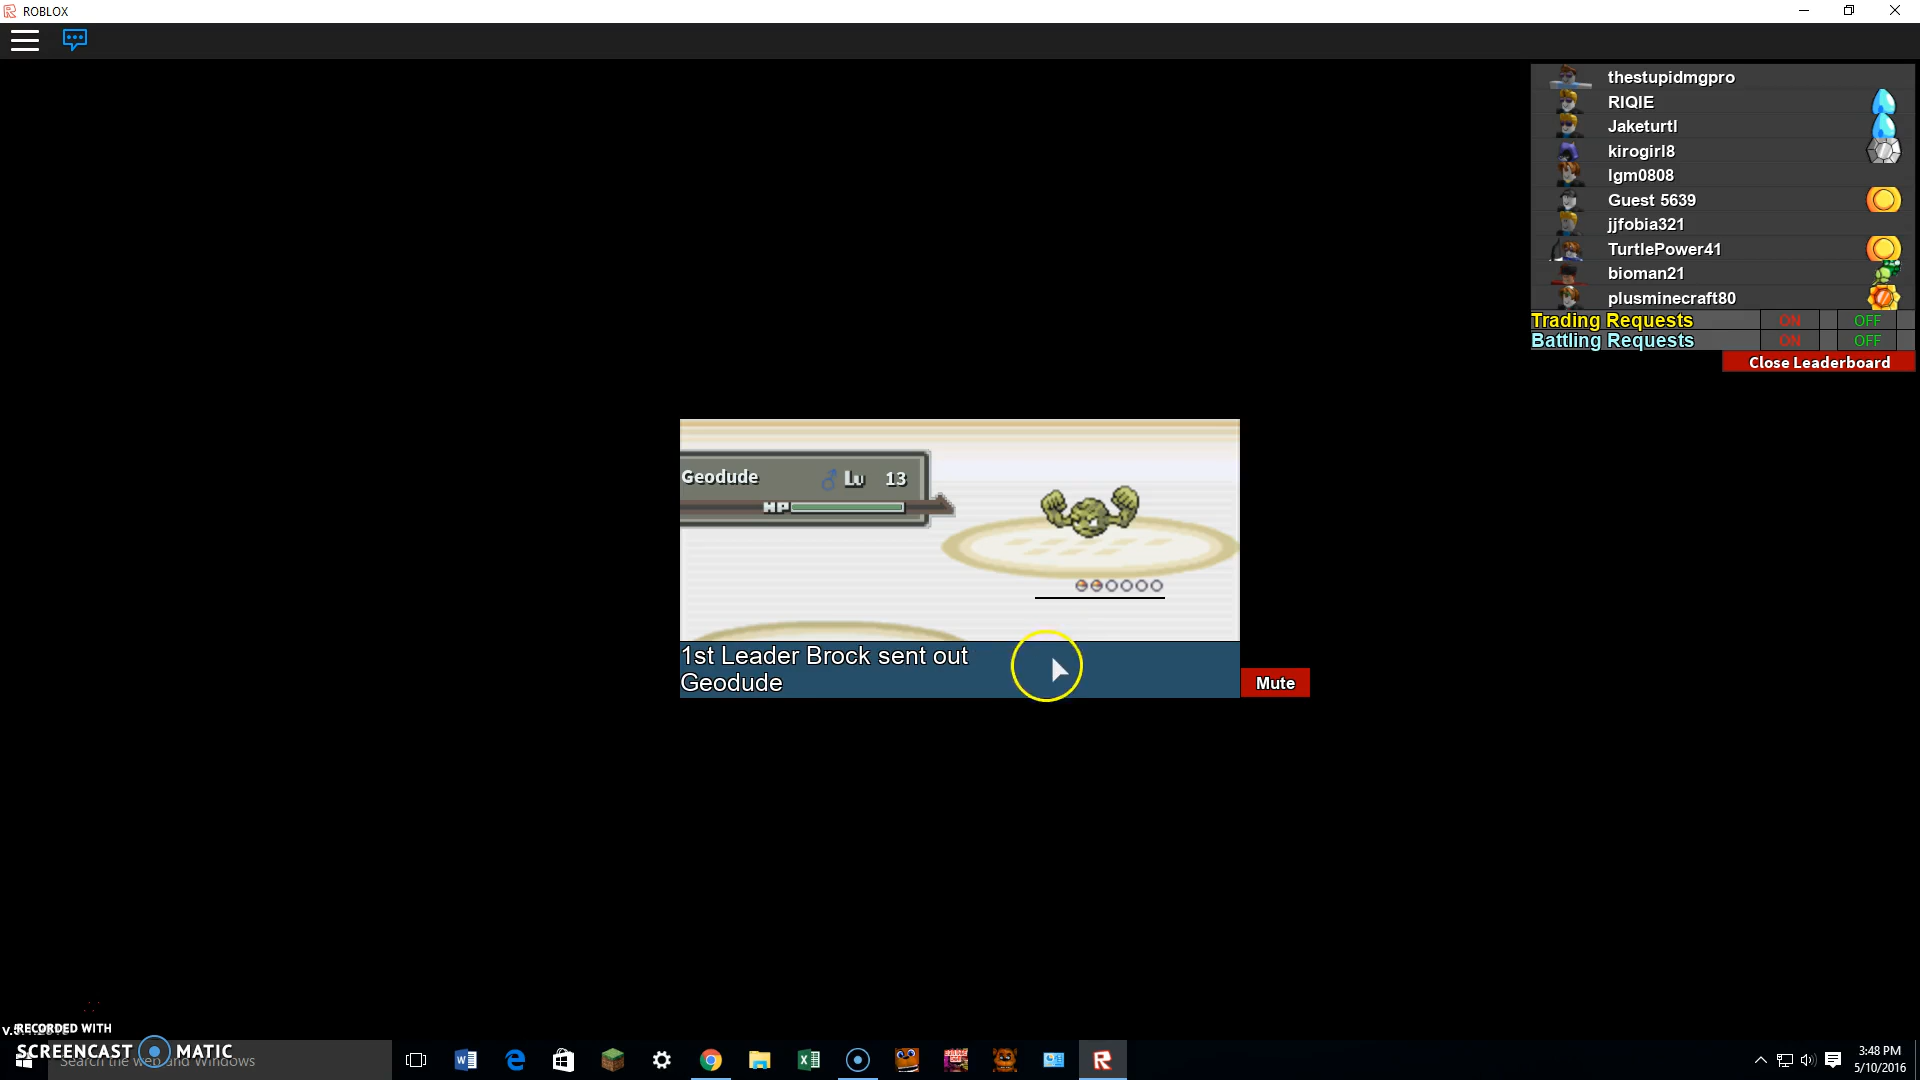 ROBLOX
thestupidmgpro
RIQIE
Jaketurtl
kirogirl8
lgm0808
Guest 5639
jjfobia321
TurtlePower41
bioman21
plusminecraft80
Trading Requests ON OFF
Battling Requests ON OFF
Close Leaderboard
Geodude ♂ Lv 13
HP
1st Leader Brock sent out
Geodude
Mute
RECORDED WITH
SCREENCAST MATIC
Search the web and Windows
3:48 PM
5/10/2016